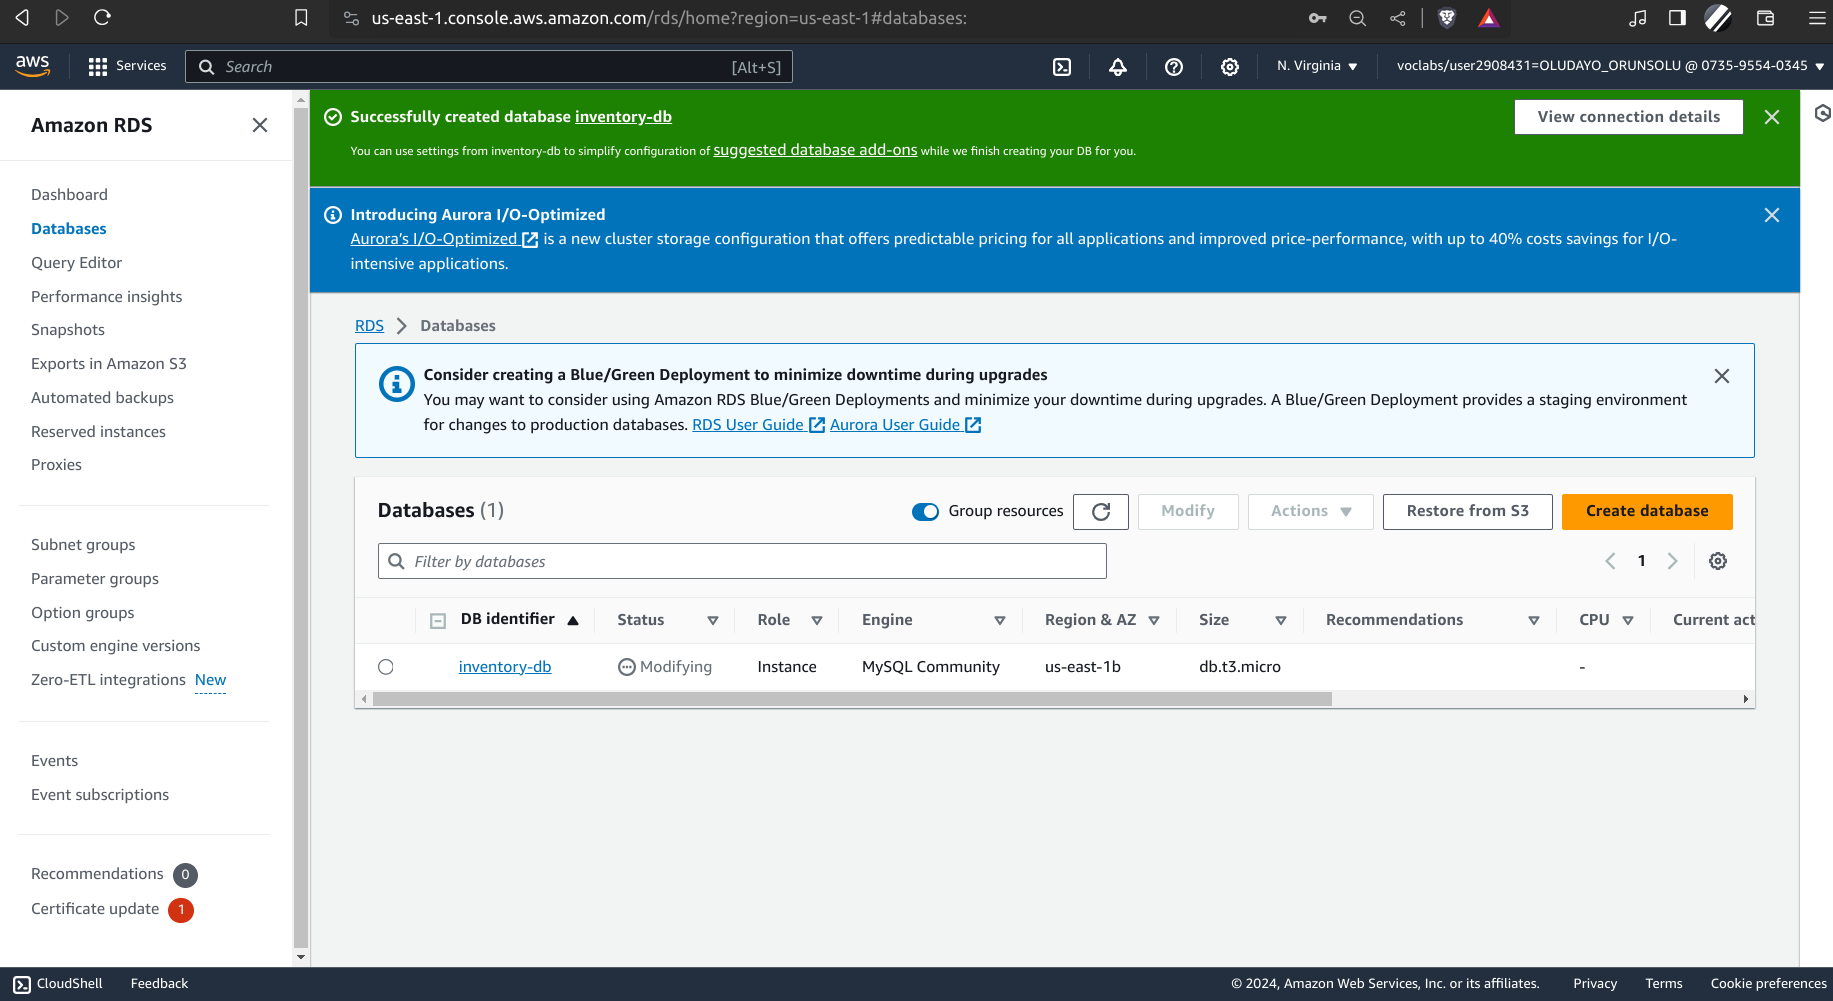 us-east-1.console.aws.amazon.com/rds/home?region=us-east-1#databases:
aws
Services
Search
[Alt+S]
N. Virginia
voclabs/user2908431=OLUDAYO_ORUNSOLU @ 0735-9554-0345
Amazon RDS
Dashboard
Databases
Query Editor
Performance insights
Snapshots
Exports in Amazon S3
Automated backups
Reserved instances
Proxies
Subnet groups
Parameter groups
Option groups
Custom engine versions
Zero-ETL integrations New
Events
Event subscriptions
Recommendations 0
Certificate update 1
Successfully created database inventory-db
You can use settings from inventory-db to simplify configuration of suggested database add-ons while we finish creating your DB for you.
View connection details
Introducing Aurora I/O-Optimized
Aurora's I/O-Optimized is a new cluster storage configuration that offers predictable pricing for all applications and improved price-performance, with up to 40% costs savings for I/O-
intensive applications.
RDS Databases
Consider creating a Blue/Green Deployment to minimize downtime during upgrades
You may want to consider using Amazon RDS Blue/Green Deployments and minimize your downtime during upgrades. A Blue/Green Deployment provides a staging environment
for changes to production databases. RDS User Guide Aurora User Guide
Databases (1)
Group resources
Modify
Actions
Restore from S3
Create database
Filter by databases
1
DB identifier Status Role Engine Region & AZ Size Recommendations CPU Current act
inventory-db Modifying Instance MySQL Community us-east-1b db.t3.micro -
CloudShell Feedback © 2024, Amazon Web Services, Inc. or its affiliates. Privacy Terms Cookie preferences